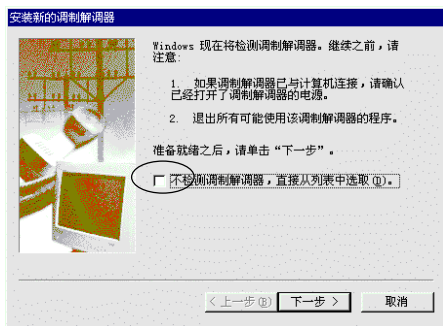 安装新的调制解调器
Windows 现在将检测调制解调器。继续之前，请
注意:
1. 如果调制解调器已与计算机连接，请确认
已经打开了调制解调器的电源。
2. 退出所有可能使用该调制解调器的程序。
准备就绪之后，请单击“下一步”。
不检测调制解调器，直接从列表中选取(D)。
< 上一步(B) 下一步 > 取消